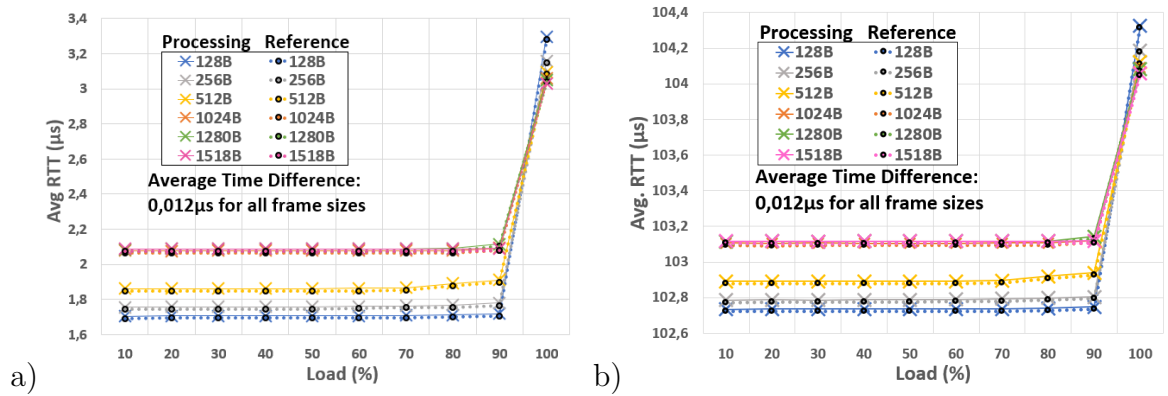 3,4
3,2
3
2,8
2,6
2,4
2,2
2
1,8
1,6
Avg RTT (µs)
Processing Reference
128B 128B
256B 256B
512B 512B
1024B 1024B
1280B 1280B
1518B 1518B
Average Time Difference:
0,012µs for all frame sizes
10 20 30 40 50 60 70 80 90 100
Load (%)
a)
104,4
104,2
104
103,8
103,6
103,4
103,2
103
102,8
102,6
Avg. RTT (µs)
Processing Reference
128B 128B
256B 256B
512B 512B
1024B 1024B
1280B 1280B
1518B 1518B
Average Time Difference:
0,012µs for all frame sizes
10 20 30 40 50 60 70 80 90 100
Load (%)
b)